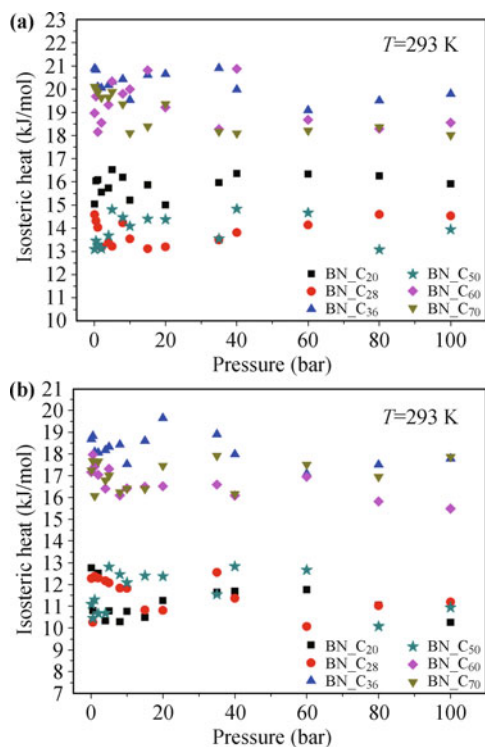 (a)
T=293 K
Isosteric heat (kJ/mol)
22
21
20
19
18
17
16
15
14
13
12
11
10
BN_C20 BN_C50
BN_C28 BN_C60
BN_C36 BN_C70
0 20 40 60 80 100
Pressure (bar)
(b)
T=293 K
Isosteric heat (kJ/mol)
21
20
19
18
17
16
15
14
13
12
11
10
9
8
7
BN_C20 BN_C50
BN_C28 BN_C60
BN_C36 BN_C70
0 20 40 60 80 100
Pressure (bar)